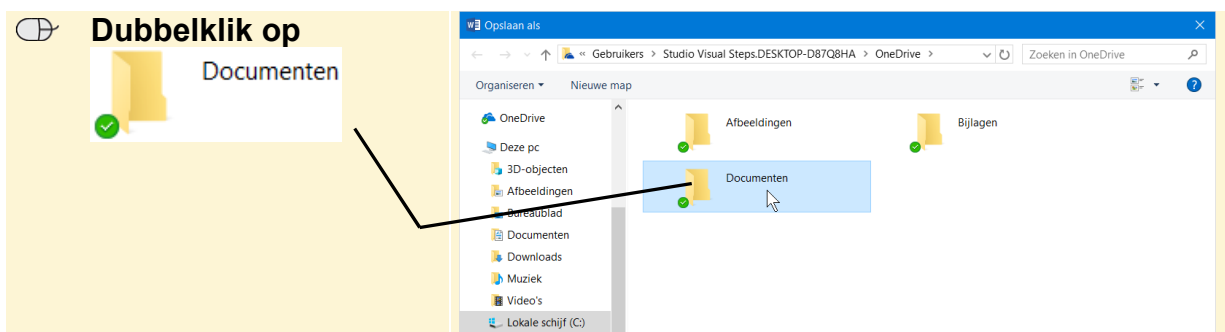 Dubbelklik op
Documenten
Opslaan als
« Gebruikers > Studio Visual Steps.DESKTOP-D87Q8HA > OneDrive >
Zoeken in OneDrive
Organiseren
Nieuwe map
OneDrive
Deze pc
3D-objecten
Afbeeldingen
Bureaublad
Documenten
Downloads
Muziek
Video's
Lokale schijf (C:)
Afbeeldingen
Bijlagen
Documenten